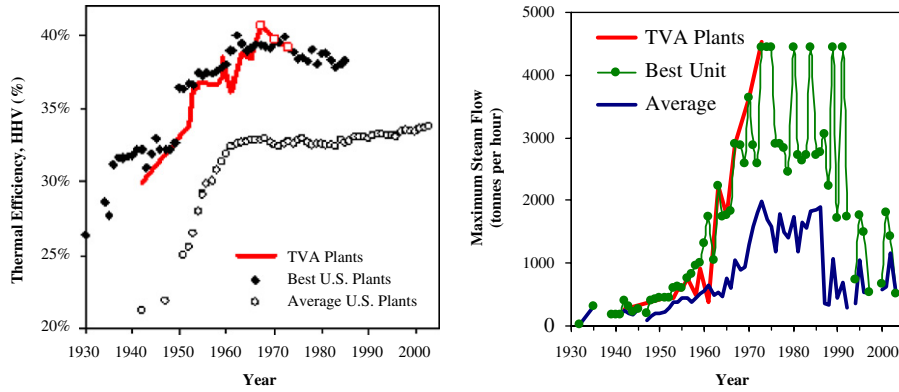 Thermal Efficiency, HHV (%)
40%
35%
30%
25%
20%
TVA Plants
Best U.S. Plants
Average U.S. Plants
1930 1940 1950 1960 1970 1980 1990 2000
Year
Maximum Steam Flow
(tonnes per hour)
5000
4000
3000
2000
1000
0
TVA Plants
Best Unit
Average
1930 1940 1950 1960 1970 1980 1990 2000
Year